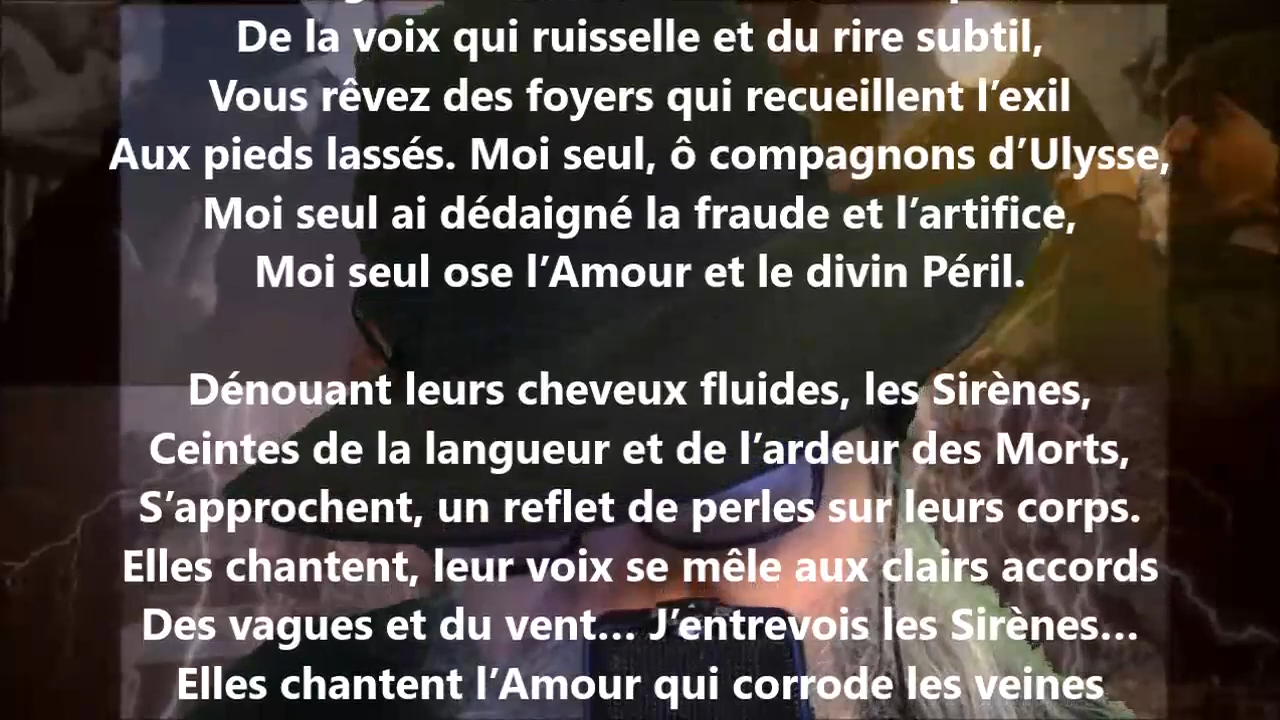 De la voix qui ruisselle et du rire subtil,
Vous rêvez des foyers qui recueillent l’exil
Aux pieds lassés. Moi seul, ô compagnons d’Ulysse,
Moi seul ai dédaigné la fraude et l’artifice,
Moi seul ose l’Amour et le divin Péril.
Dénouant leurs cheveux fluides, les Sirènes,
Ceintes de la langueur et de l’ardeur des Morts,
S’approchent, un reflet de perles sur leurs corps.
Elles chantent, leur voix se mêle aux clairs accords
Des vagues et du vent… J’entrevois les Sirènes…
Elles chantent l’Amour qui corrode les veines